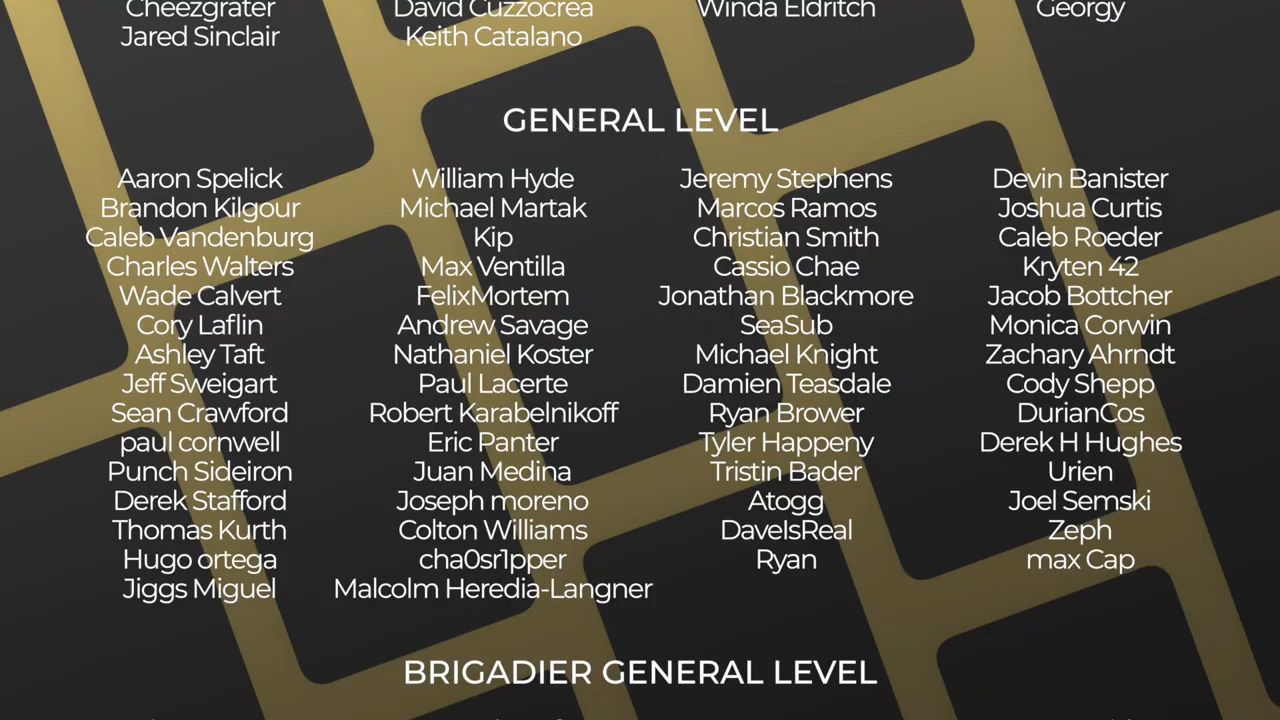 Cheezgrater David Cuzzocrea Winda Eldritch Georgy
Jared Sinclair Keith Catalano
GENERAL LEVEL
Aaron Spelick William Hyde Jeremy Stephens Devin Banister
Brandon Kilgour Michael Martak Marcos Ramos Joshua Curtis
Caleb Vandenburg Kip Christian Smith Caleb Roeder
Charles Walters Max Ventilla Cassio Chae Kryten 42
Wade Calvert FelixMortem Jonathan Blackmore Jacob Bottcher
Cory Laflin Andrew Savage SeaSub Monica Corwin
Ashley Taft Nathaniel Koster Michael Knight Zachary Ahrndt
Jeff Sweigart Paul Lacerte Damien Teasdale Cody Shepp
Sean Crawford Robert Karabelnikoff Ryan Brower DurianCos
paul cornwell Eric Panter Tyler Happeny Derek H Hughes
Punch Sideiron Juan Medina Tristin Bader Urien
Derek Stafford Joseph moreno Atogg Joel Semski
Thomas Kurth Colton Williams DaveIsReal Zeph
Hugo ortega cha0sr1pper Ryan max Cap
Jiggs Miguel Malcolm Heredia-Langner
BRIGADIER GENERAL LEVEL